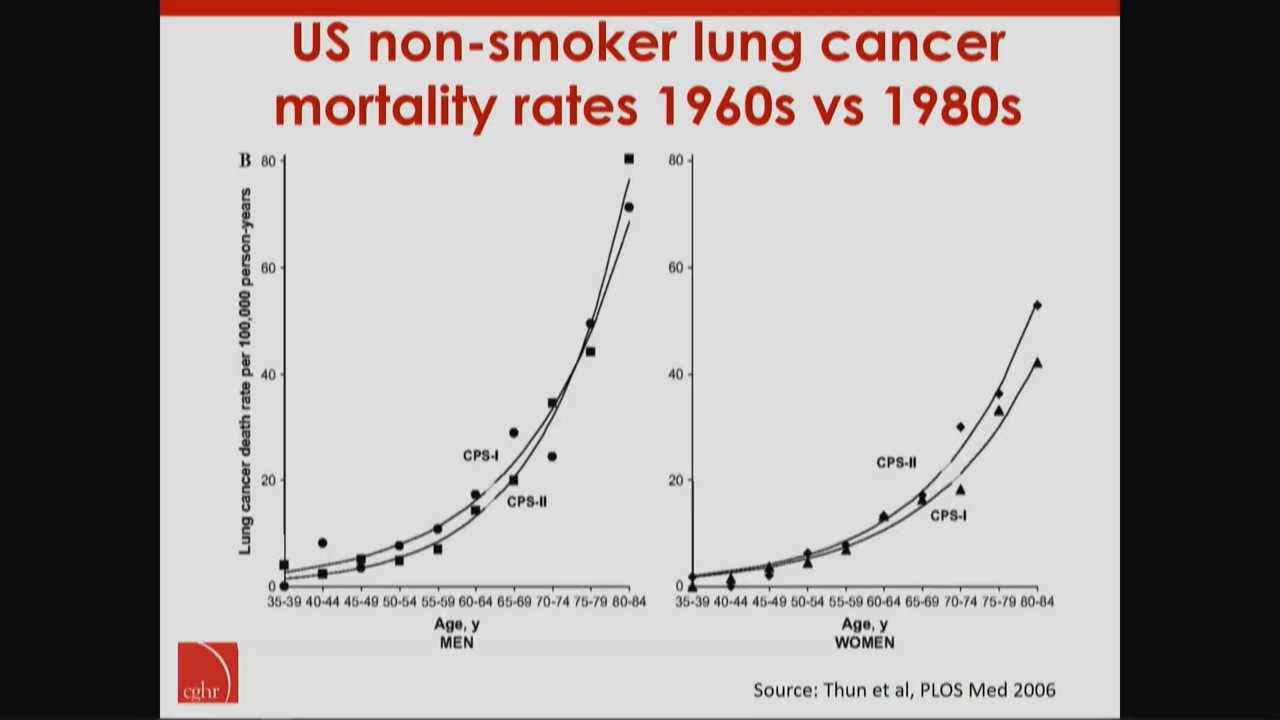 US non-smoker lung cancer
mortality rates 1960s vs 1980s
B
Lung cancer death rate per 100,000 person-years
80
60
40
20
0
CPS-I
CPS-II
35-39 40-44 45-49 50-54 55-59 60-64 65-69 70-74 75-79 80-84
Age, y
MEN
80
60
40
20
0
CPS-II
CPS-I
35-39 40-44 45-49 50-54 55-59 60-64 65-69 70-74 75-79 80-84
Age, y
WOMEN
cghr
Source: Thun et al, PLOS Med 2006